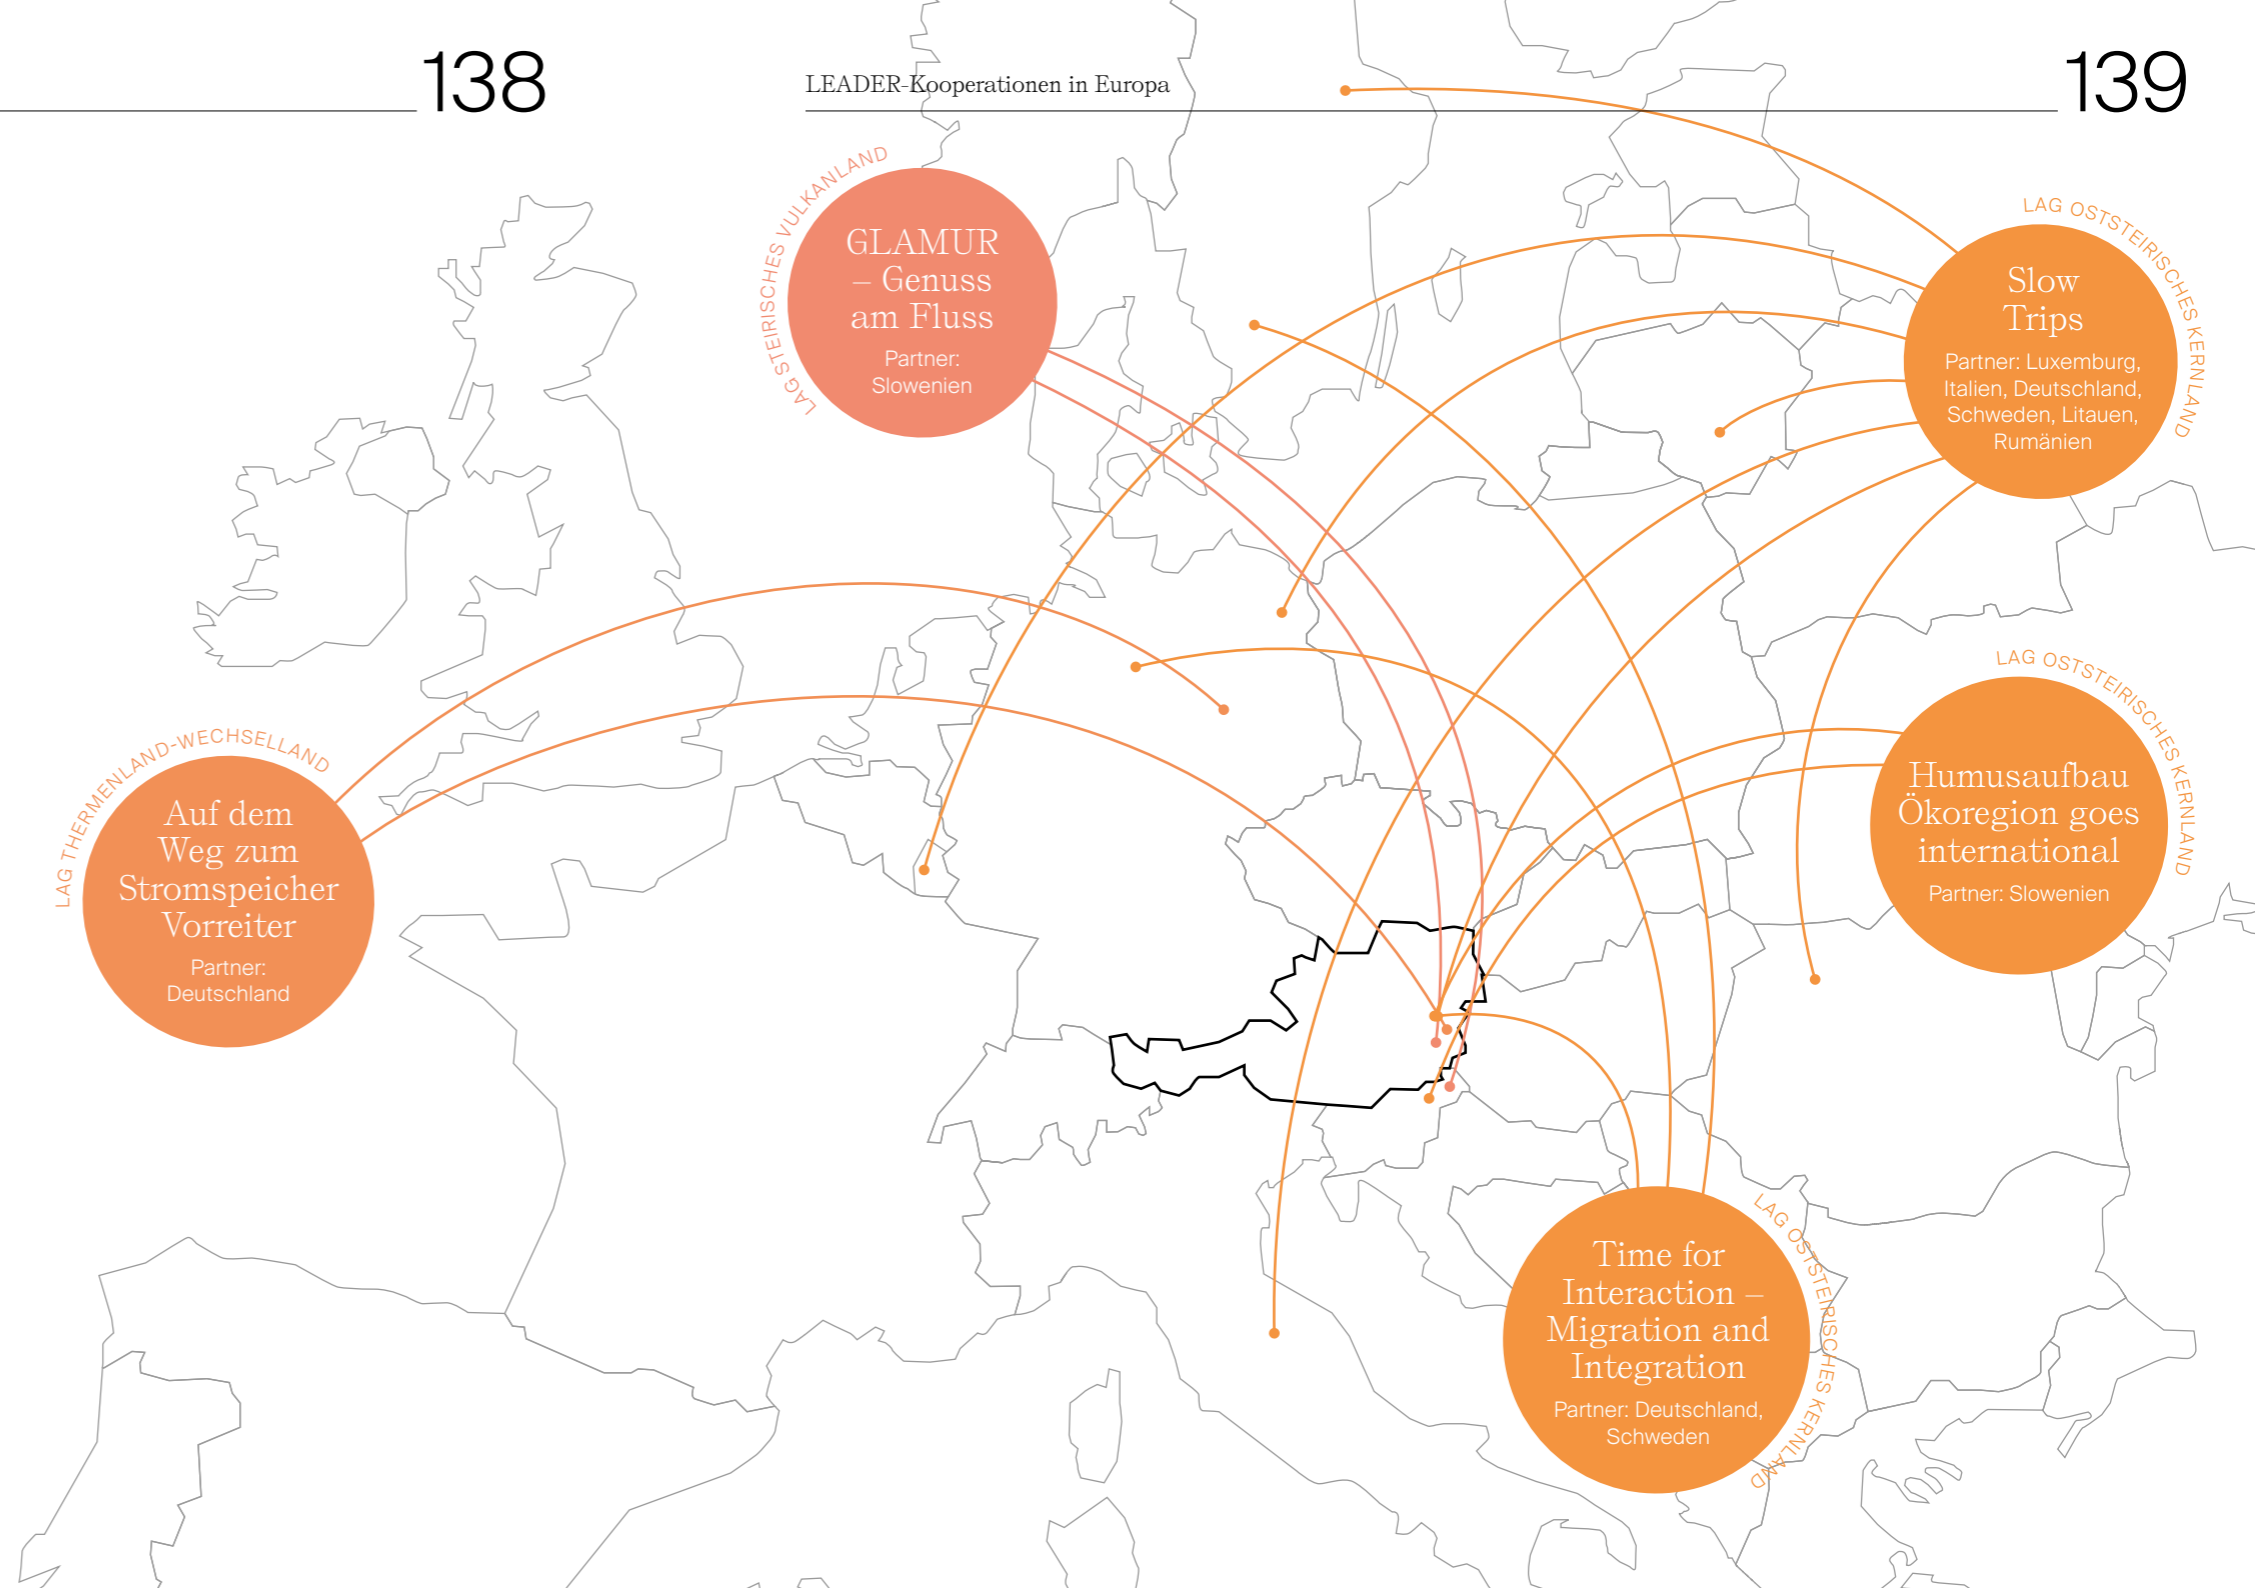 138
LEADER-Kooperationen in Europa
139
LAG STEIRISCHES VULKANLAND
GLAMUR
– Genuss
am Fluss
Partner:
Slowenien
LAG OSTSTEIRISCHES KERNLAND
Slow
Trips
Partner: Luxemburg,
Italien, Deutschland,
Schweden, Litauen,
Rumänien
LAG THERMENLAND-WECHSELLAND
Auf dem
Weg zum
Stromspeicher
Vorreiter
Partner:
Deutschland
LAG OSTSTEIRISCHES KERNLAND
Humusaufbau
Ökoregion goes
international
Partner: Slowenien
LAG OSTSTEIRISCHES KERNLAND
Time for
Interaction –
Migration and
Integration
Partner: Deutschland,
Schweden